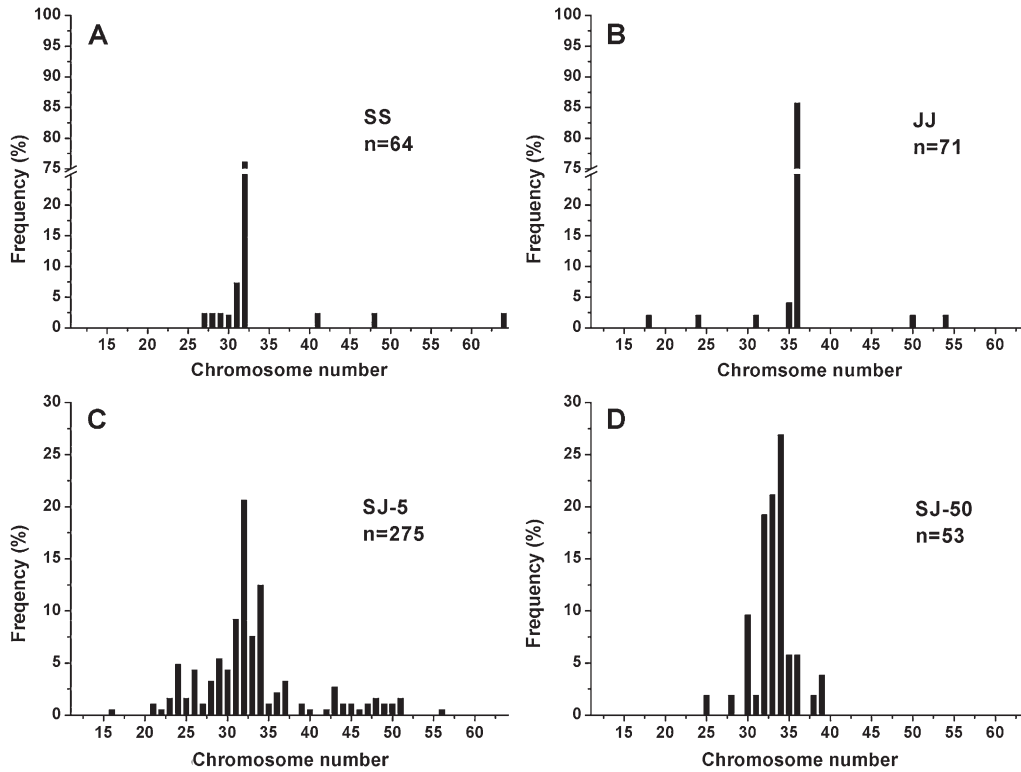 A
SS
n=64
Frequency (%)
100
95
90
85
80
75
20
15
10
5
0
15 20 25 30 35 40 45 50 55 60
Chromosome number
B
JJ
n=71
Frequency (%)
100
95
90
85
80
75
20
15
10
5
0
15 20 25 30 35 40 45 50 55 60
Chromsome number
C
SJ-5
n=275
Freqency (%)
30
25
20
15
10
5
0
15 20 25 30 35 40 45 50 55 60
Chromosome number
D
SJ-50
n=53
Frequency (%)
30
25
20
15
10
5
0
15 20 25 30 35 40 45 50 55 60
Chromosome number